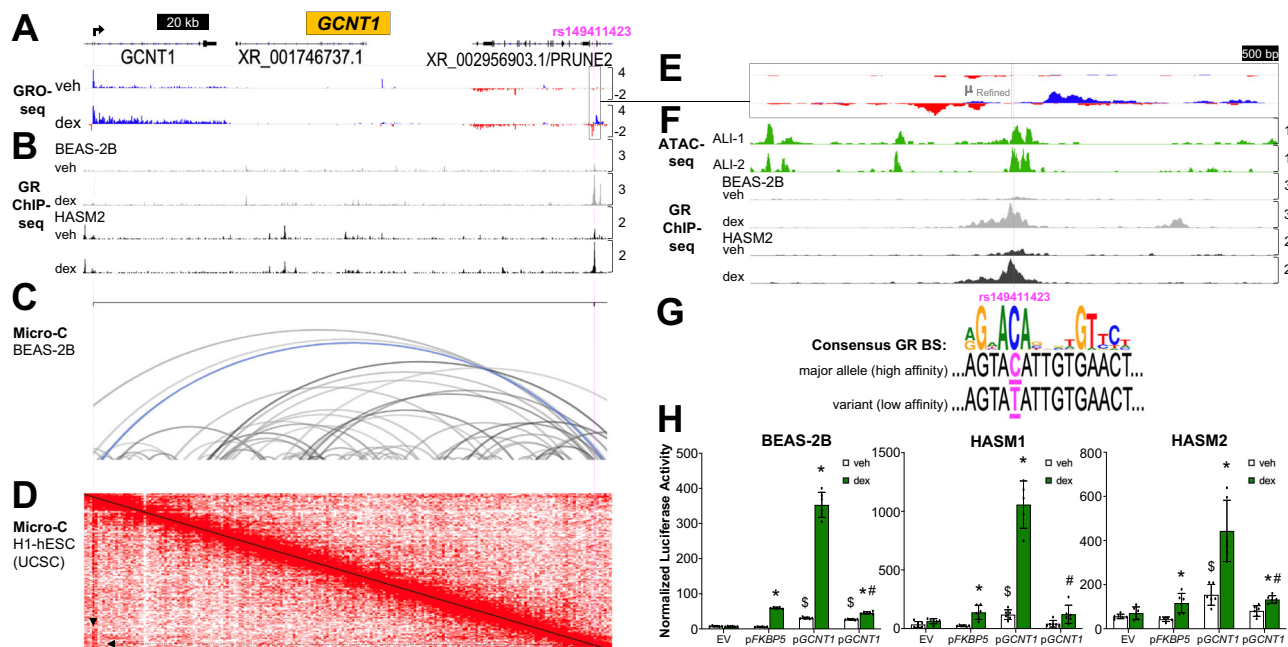 A
20 kb
GCNT1
rs149411423
GCNT1
XR_001746737.1
XR_002956903.1/PRUNE2
GRO-seq
veh
4
-2
dex
4
-2
B
BEAS-2B
GR ChIP-seq
veh
3
dex
3
HASM2
veh
2
dex
2
C
Micro-C
BEAS-2B
D
Micro-C
H1-hESC
(UCSC)
E
500 bp
μ Refined
F
ATAC-seq
ALI-1
ALI-2
BEAS-2B
veh
GR ChIP-seq
dex
HASM2
veh
dex
G
rs149411423
Consensus GR BS:
major allele (high affinity) ...AGTACATTGTGAACT...
variant (low affinity) ...AGTATATTGTGAACT...
H
Normalized Luciferase Activity
BEAS-2B
500
400
300
200
100
0
veh
dex
*
$
*
$
*#
EV
pFKBP5
pGCNT1
pGCNT1
HASM1
1500
1000
500
0
veh
dex
*
$
*
#
EV
pFKBP5
pGCNT1
pGCNT1
HASM2
800
600
400
200
0
veh
dex
*
$
*
*#
EV
pFKBP5
pGCNT1
pGCNT1